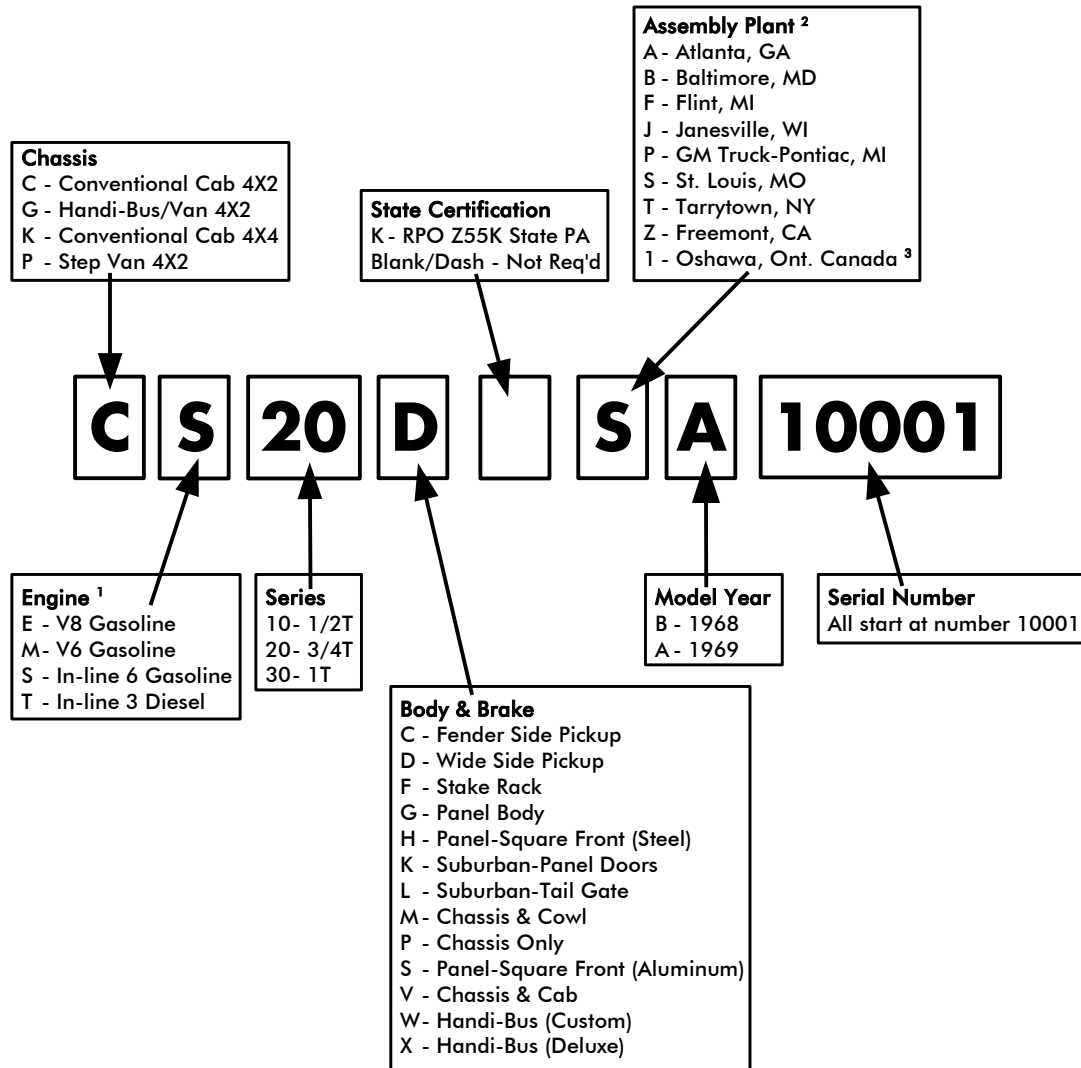 Assembly Plant ²
A - Atlanta, GA
B - Baltimore, MD
F - Flint, MI
J - Janesville, WI
P - GM Truck-Pontiac, MI
S - St. Louis, MO
T - Tarrytown, NY
Z - Freemont, CA
1 - Oshawa, Ont. Canada ³
Chassis
C - Conventional Cab 4X2
G - Handi-Bus/Van 4X2
K - Conventional Cab 4X4
P - Step Van 4X2
State Certification
K - RPO Z55K State PA
Blank/Dash - Not Req'd
C S 20 D S A 10001
Engine ¹
E - V8 Gasoline
M - V6 Gasoline
S - In-line 6 Gasoline
T - In-line 3 Diesel
Series
10- 1/2T
20- 3/4T
30- 1T
Body & Brake
C - Fender Side Pickup
D - Wide Side Pickup
F - Stake Rack
G - Panel Body
H - Panel-Square Front (Steel)
K - Suburban-Panel Doors
L - Suburban-Tail Gate
M - Chassis & Cowl
P - Chassis Only
S - Panel-Square Front (Aluminum)
V - Chassis & Cab
W - Handi-Bus (Custom)
X - Handi-Bus (Deluxe)
Model Year
B - 1968
A - 1969
Serial Number
All start at number 10001